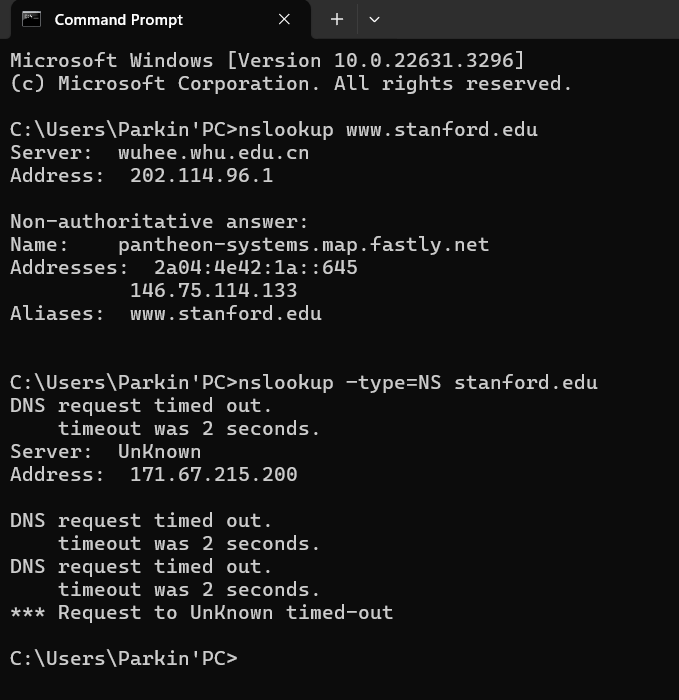 Command Prompt
Microsoft Windows [Version 10.0.22631.3296]
(c) Microsoft Corporation. All rights reserved.
C:\Users\Parkin'PC>nslookup www.stanford.edu
Server:  wuhee.whu.edu.cn
Address:  202.114.96.1
Non-authoritative answer:
Name:    pantheon-systems.map.fastly.net
Addresses:  2a04:4e42:1a::645
          146.75.114.133
Aliases:  www.stanford.edu
C:\Users\Parkin'PC>nslookup -type=NS stanford.edu
DNS request timed out.
    timeout was 2 seconds.
Server:  UnKnown
Address:  171.67.215.200
DNS request timed out.
    timeout was 2 seconds.
DNS request timed out.
    timeout was 2 seconds.
*** Request to UnKnown timed-out
C:\Users\Parkin'PC>